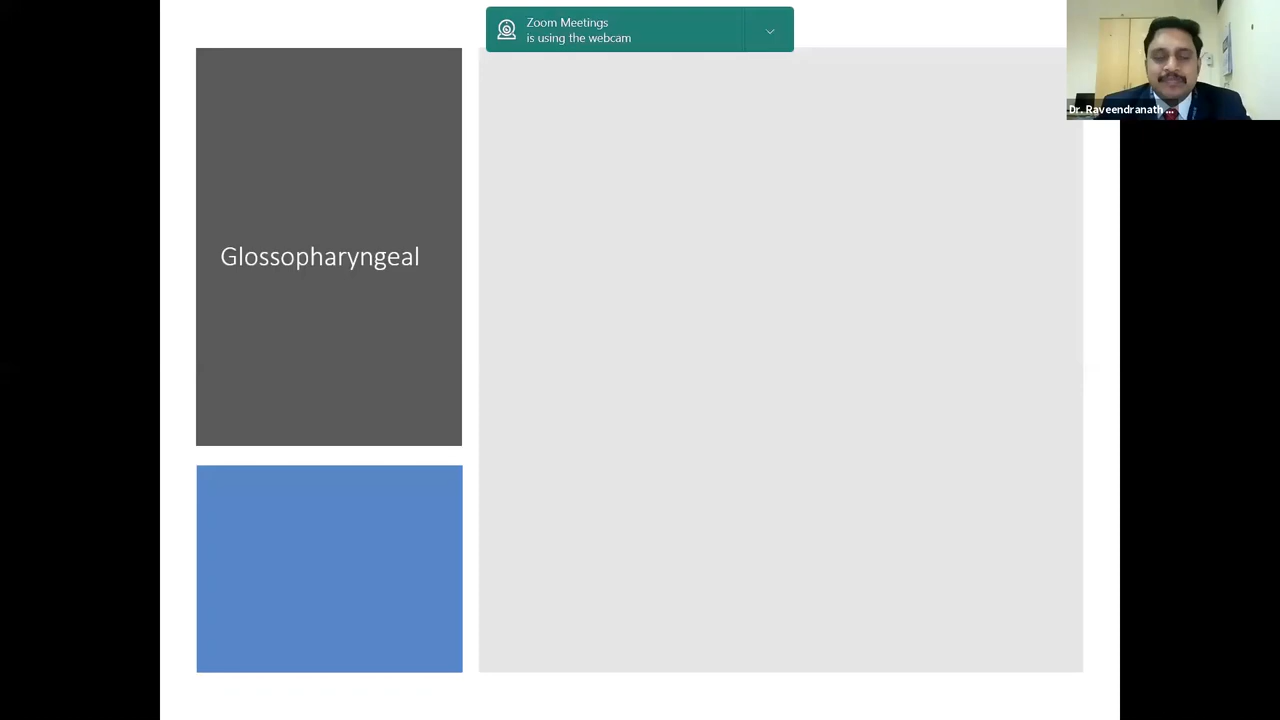 Zoom Meetings
is using the webcam
Dr. Raveendranath ...
Glossopharyngeal